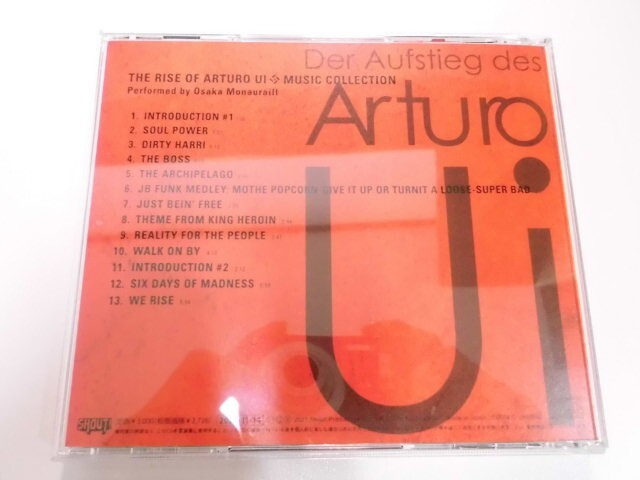 Der Aufstieg des
Arturo
Ui
THE RISE OF ARTURO UI MUSIC COLLECTION
Performed by Osaka Monauraill
1. INTRODUCTION #1
2. SOUL POWER
3. DIRTY HARRI
4. THE BOSS
5. THE ARCHIPELAGO
6. JB FUNK MEDLEY: MOTHE POPCORN-GIVE IT UP OR TURNIT A LOOSE-SUPER BAD
7. JUST BEIN' FREE
8. THEME FROM KING HEROIN
9. REALITY FOR THE PEOPLE
10. WALK ON BY
11. INTRODUCTION #2
12. SIX DAYS OF MADNESS
13. WE RISE
SHOUT!